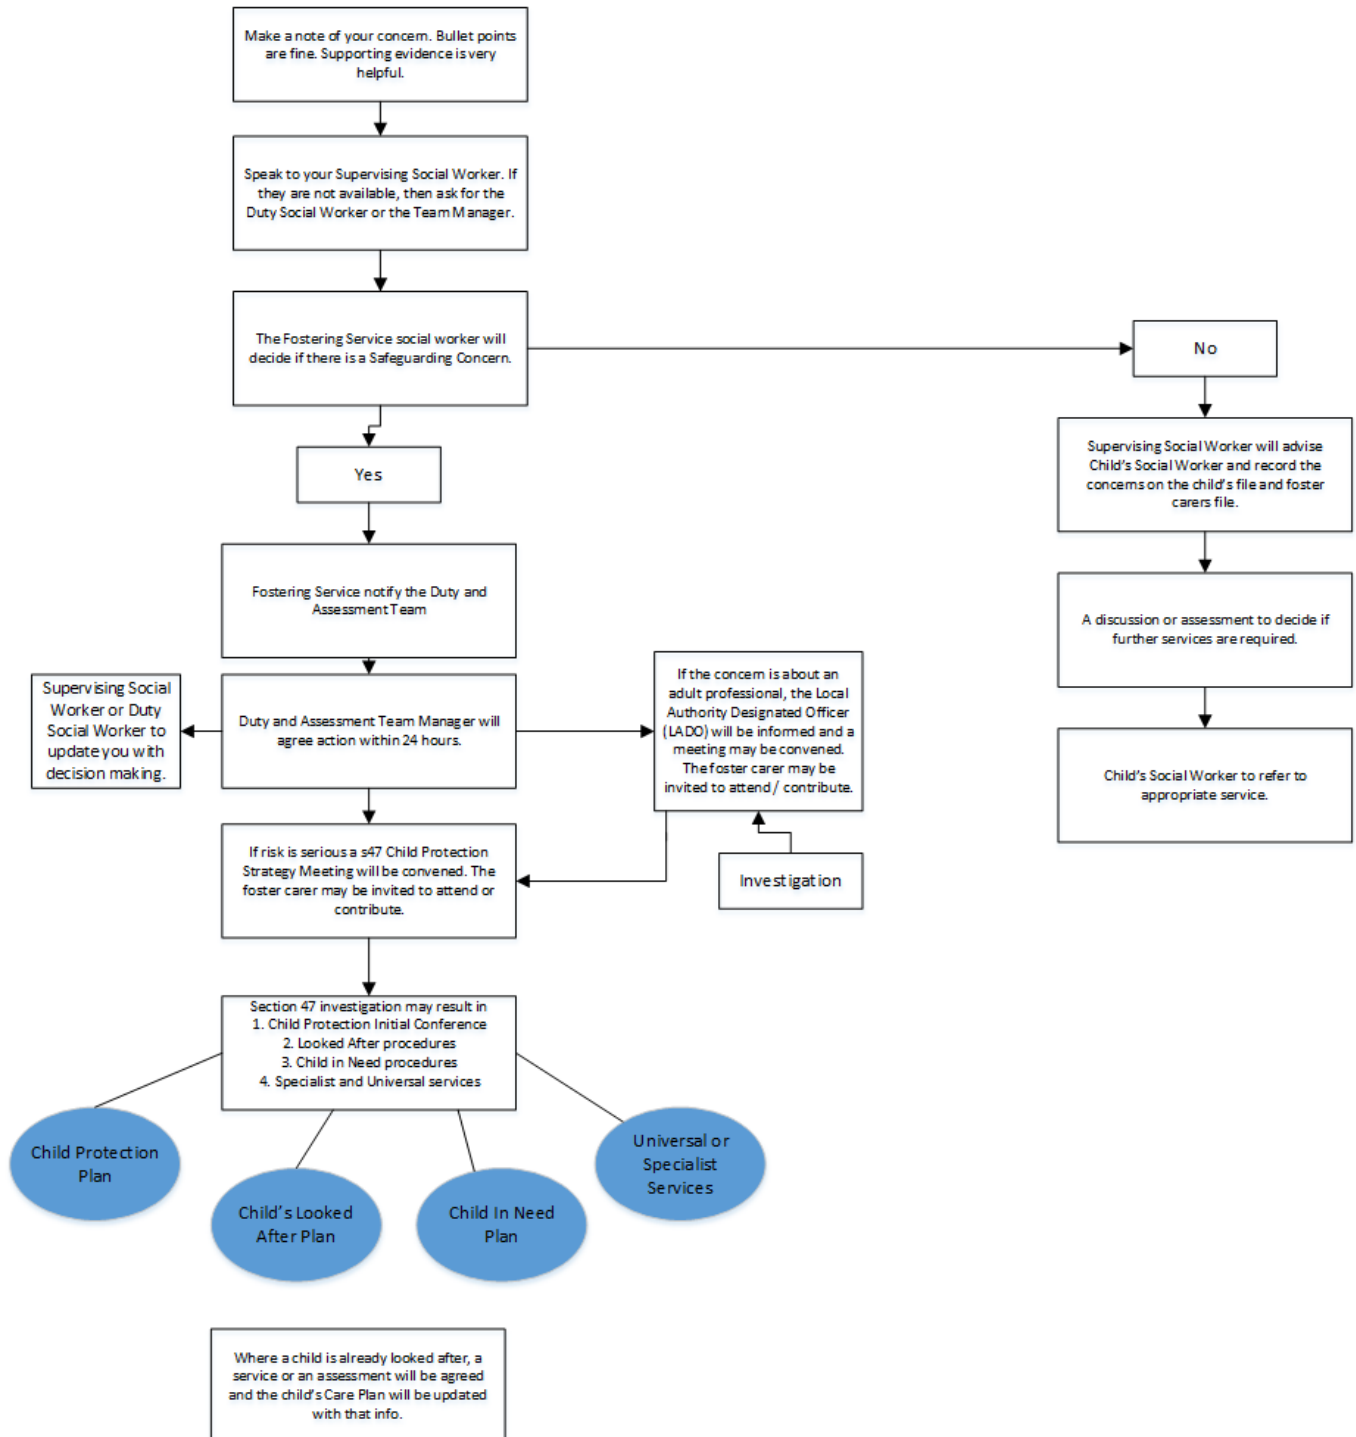 Make a note of your concern. Bullet points
are fine. Supporting evidence is very
helpful.
Speak to your Supervising Social Worker. If
they are not available, then ask for the
Duty Social Worker or the Team Manager.
The Fostering Service social worker will
decide if there is a Safeguarding Concern.
No
Yes
Supervising Social Worker will advise
Child's Social Worker and record the
concerns on the child's file and foster
carers file.
Fostering Service notify the Duty and
Assessment Team
A discussion or assessment to decide if
further services are required.
Supervising Social
Worker or Duty
Social Worker to
update you with
decision making.
Duty and Assessment Team Manager will
agree action within 24 hours.
If the concern is about an
adult professional, the Local
Authority Designated Officer
(LADO) will be informed and a
meeting may be convened.
The foster carer may be
invited to attend / contribute.
Child's Social Worker to refer to
appropriate service.
If risk is serious a s47 Child Protection
Strategy Meeting will be convened. The
foster carer may be invited to attend or
contribute.
Investigation
Section 47 investigation may result in
1. Child Protection Initial Conference
2. Looked After procedures
3. Child in Need procedures
4. Specialist and Universal services
Child Protection
Plan
Child's Looked
After Plan
Child In Need
Plan
Universal or
Specialist
Services
Where a child is already looked after, a
service or an assessment will be agreed
and the child's Care Plan will be updated
with that info.